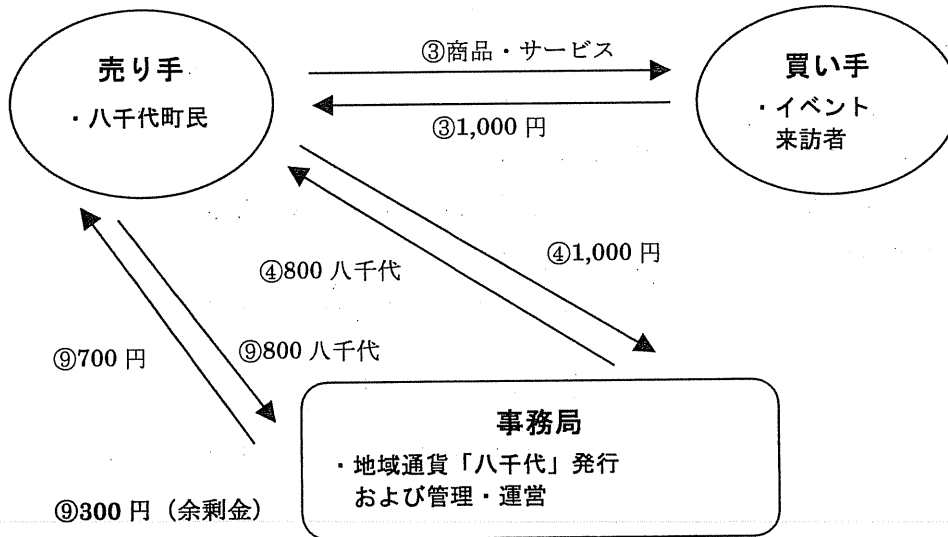 ③商品・サービス
売り手
・八千代町民
買い手
・イベント
来訪者
③1,000 円
④1,000 円
④800 八千代
⑨800 八千代
⑨700 円
事務局
・地域通貨「八千代」発行
および管理・運営
⑨300 円（余剰金）